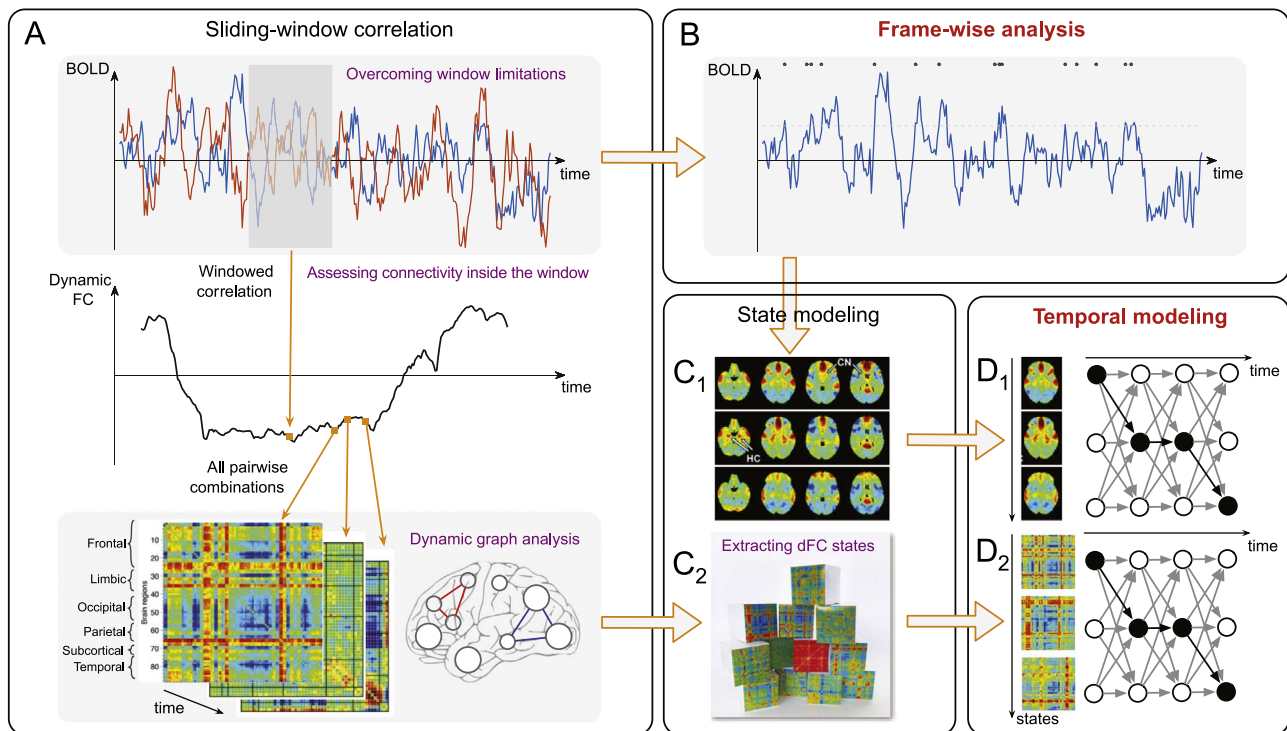 A
Sliding-window correlation
BOLD
Overcoming window limitations
time
Dynamic
FC
Windowed
correlation
Assessing connectivity inside the window
time
All pairwise
combinations
Frontal
Limbic
Occipital
Parietal
Subcortical
Temporal
Brain regions
10
20
30
40
50
60
70
80
time
Dynamic graph analysis
B
Frame-wise analysis
BOLD
time
State modeling
C1
CN
HC
C2
Extracting dFC states
Temporal modeling
D1
time
D2
time
states